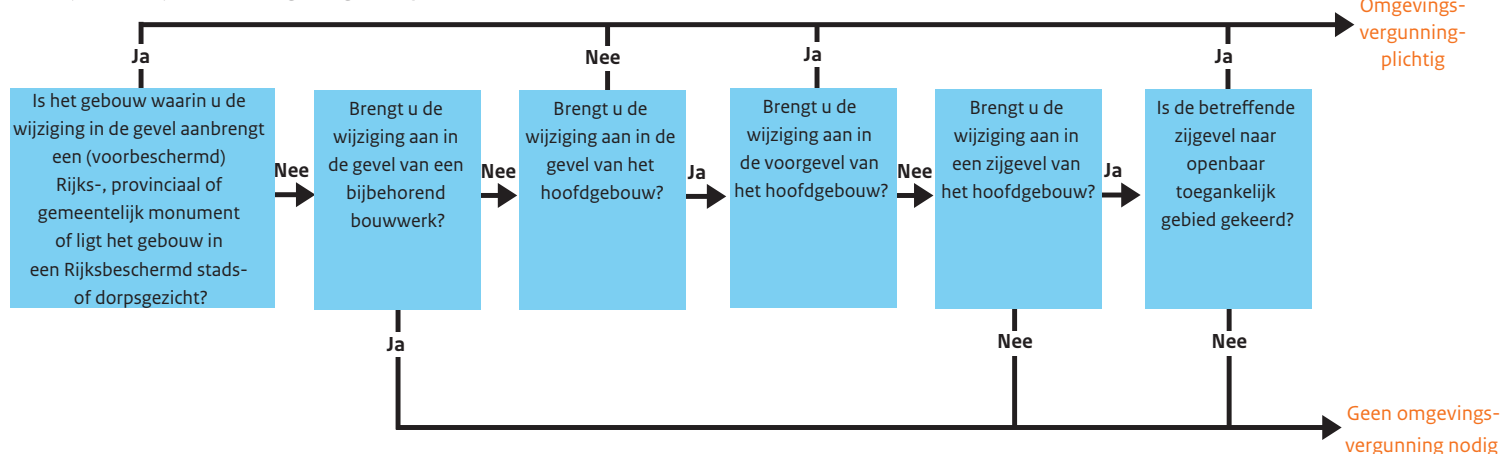 Omgevings-
vergunning-
plichtig
Ja
Nee
Ja
Ja
Is het gebouw waarin u de
wijziging in de gevel aanbrengt
een (voorbeschermd)
Rijks-, provinciaal of
gemeentelijk monument
of ligt het gebouw in
een Rijksbeschermd stads-
of dorpsgezicht?
Nee
Brengt u de
wijziging aan in
de gevel van een
bijbehorend
bouwwerk?
Nee
Brengt u de
wijziging aan in de
gevel van het
hoofdgebouw?
Ja
Brengt u de
wijziging aan in
de voorgevel van
het hoofdgebouw?
Nee
Brengt u de
wijziging aan in
een zijgevel van
het hoofdgebouw?
Ja
Is de betreffende
zijgevel naar
openbaar
toegankelijk
gebied gekeerd?
Ja
Nee
Nee
Geen omgevings-
vergunning nodig